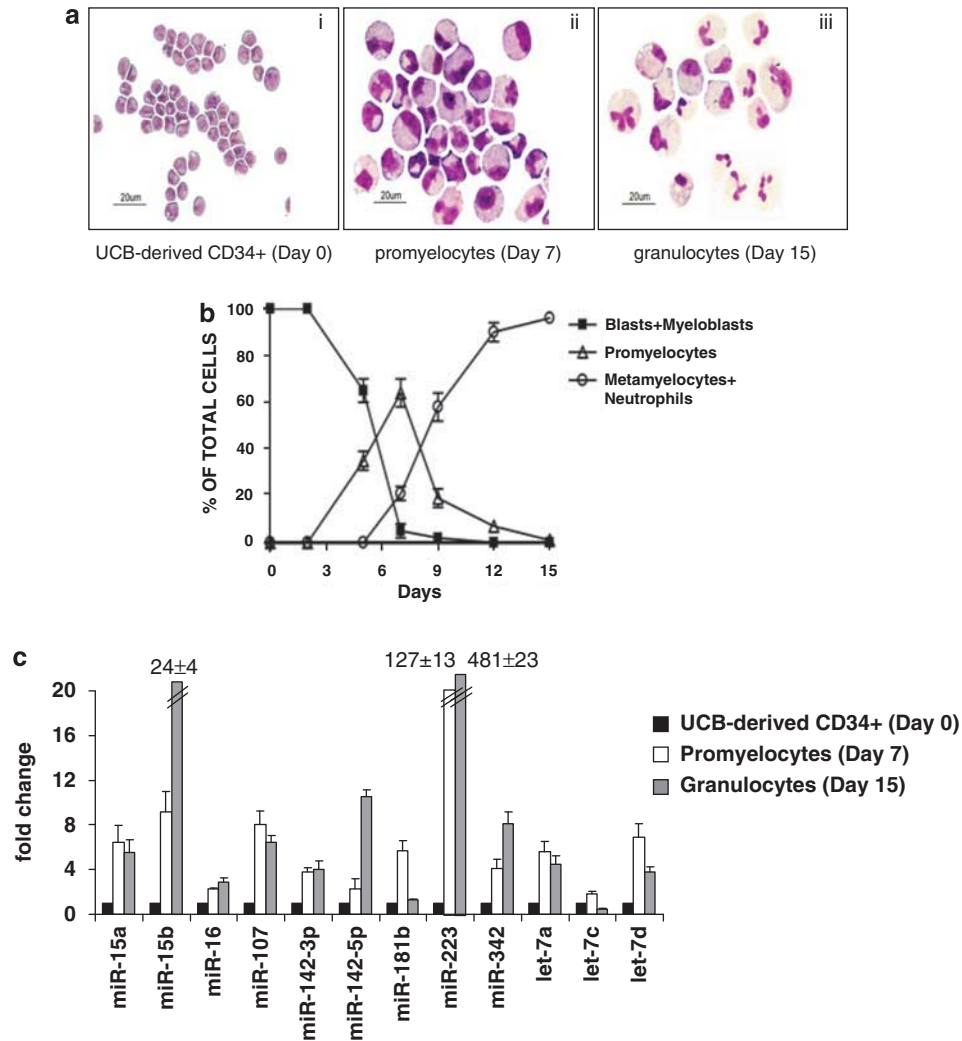 a
i
ii
iii
20um
20um
20um
UCB-derived CD34+ (Day 0)
promyelocytes (Day 7)
granulocytes (Day 15)
b
100
80
60
40
20
0
% OF TOTAL CELLS
0 3 6 9 12 15
Days
Blasts+Myeloblasts
Promyelocytes
Metamyelocytes+
Neutrophils
c
24±4
127±13
481±23
20
16
12
8
4
0
fold change
miR-15a
miR-15b
miR-16
miR-107
miR-142-3p
miR-142-5p
miR-181b
miR-223
miR-342
let-7a
let-7c
let-7d
UCB-derived CD34+ (Day 0)
Promyelocytes (Day 7)
Granulocytes (Day 15)